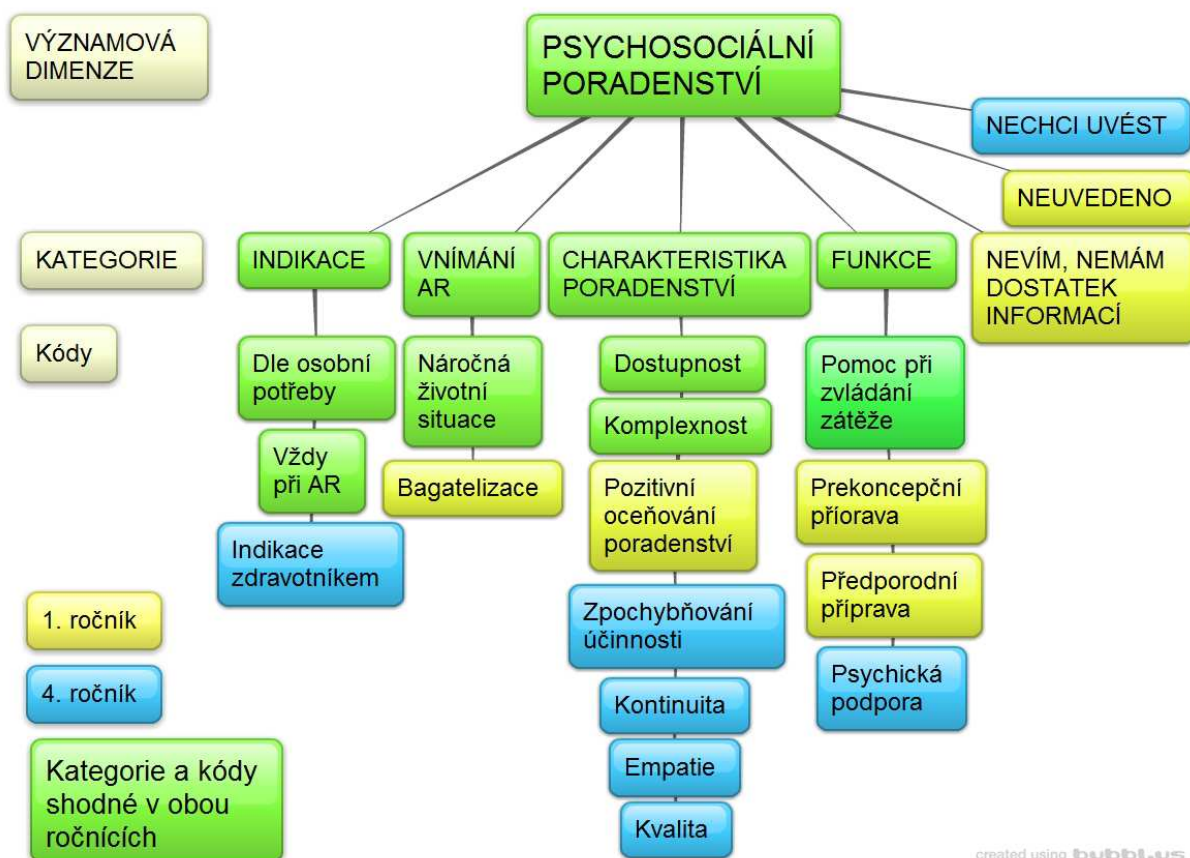 VÝZNAMOVÁ
DIMENZE
PSYCHOSOCIÁLNÍ
PORADENSTVÍ
NECHCI UVÉST
NEUVEDENO
KATEGORIE
INDIKACE
VNÍMÁNÍ
AR
CHARAKTERISTIKA
PORADENSTVÍ
FUNKCE
NEVÍM, NEMÁM
DOSTATEK
INFORMACÍ
Kódy
Dle osobní
potřeby
Vždy
při AR
Indikace
zdravotníkem
Náročná
životní
situace
Bagatelizace
Dostupnost
Komplexnost
Pozitivní
oceňování
poradenství
Zpochybňování
účinnosti
Kontinuita
Empatie
Kvalita
Pomoc při
zvládání
zátěže
Prekoncepční
příorava
Předporodní
příprava
Psychická
podpora
1. ročník
4. ročník
Kategorie a kódy
shodné v obou
ročnících
created using bubbl.us